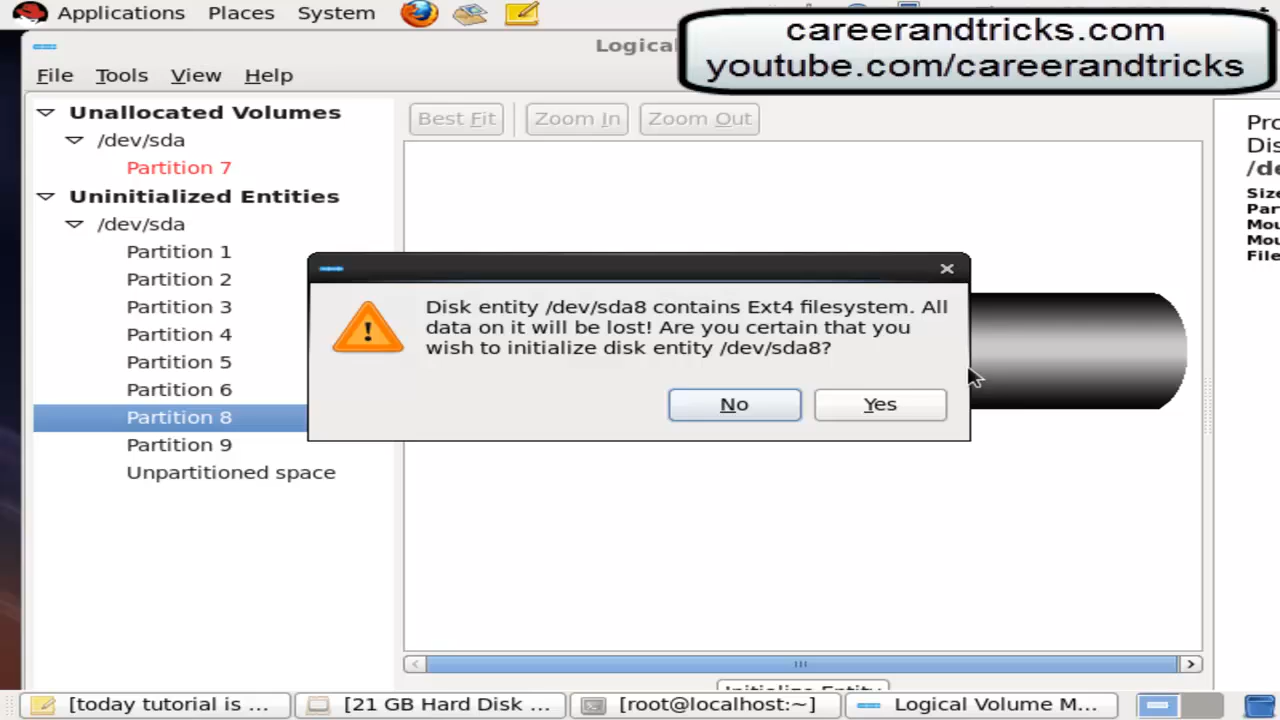 Applications Places System
careerandtricks.com
youtube.com/careerandtricks
Logical
File Tools View Help
Unallocated Volumes
/dev/sda
Partition 7
Uninitialized Entities
/dev/sda
Partition 1
Partition 2
Partition 3
Partition 4
Partition 5
Partition 6
Partition 8
Partition 9
Unpartitioned space
Best Fit Zoom In Zoom Out
Disk entity /dev/sda8 contains Ext4 filesystem. All
data on it will be lost! Are you certain that you
wish to initialize disk entity /dev/sda8?
No Yes
Initialize Entity
[today tutorial is ... [21 GB Hard Disk ... [root@localhost:~] Logical Volume M...